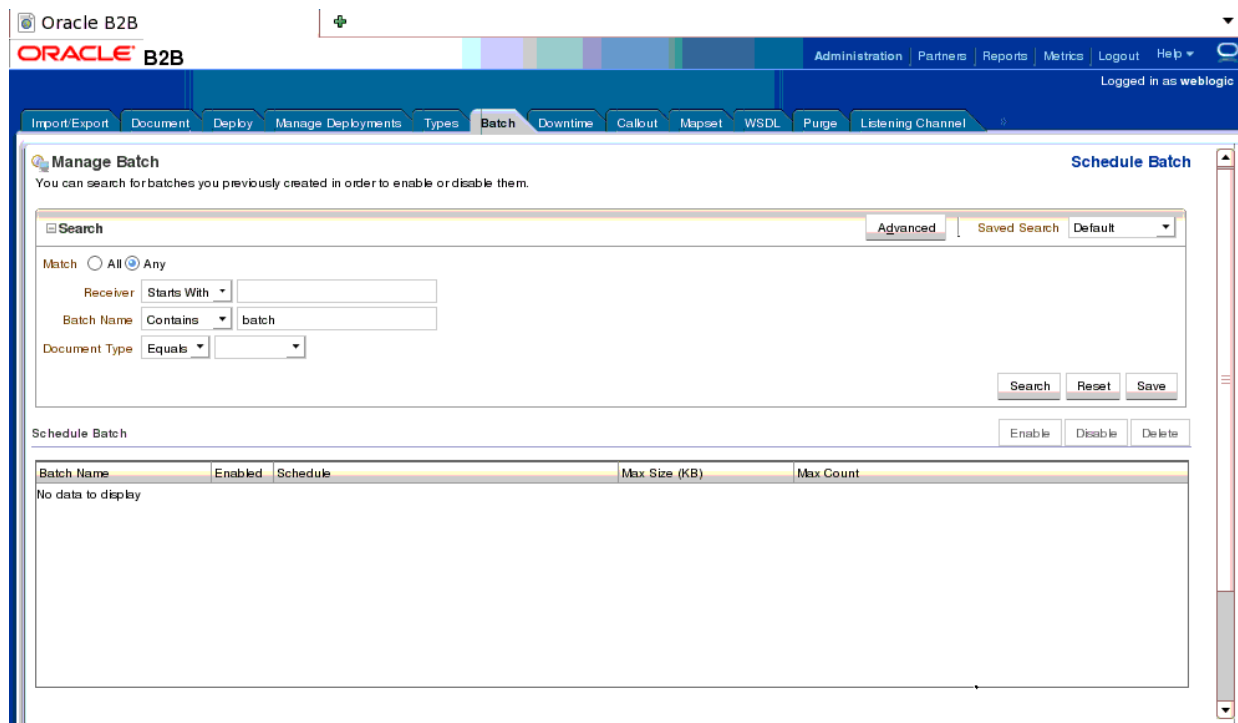 Oracle B2B
ORACLE B2B
Administration Partners Reports Metrics Logout Help
Logged in as weblogic
Import/Export Document Deploy Manage Deployments Types Batch Downtime Callout Mapset WSDL Purge Listening Channel
Manage Batch Schedule Batch
You can search for batches you previously created in order to enable or disable them.
Search Advanced Saved Search Default
Match All Any
Receiver Starts With
Batch Name Contains batch
Document Type Equals
Search Reset Save
Schedule Batch Enable Disable Delete
Batch Name Enabled Schedule Max Size (KB) Max Count
No data to display